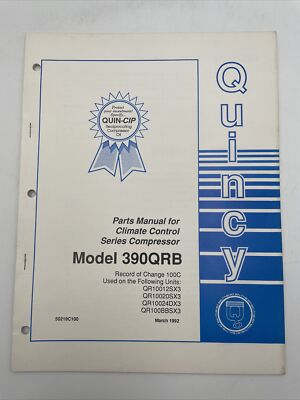 Protect
your investment!
Specify...
QUIN-CIP
Reciprocating
Compressor
Oil
Quincy
Parts Manual for
Climate Control
Series Compressor
Model 390QRB
Record of Change 100C
Used on the Following Units:
QR10012SX3
QR10020SX3
QR10024DX3
QR100BBSX3
50219C100
March 1992